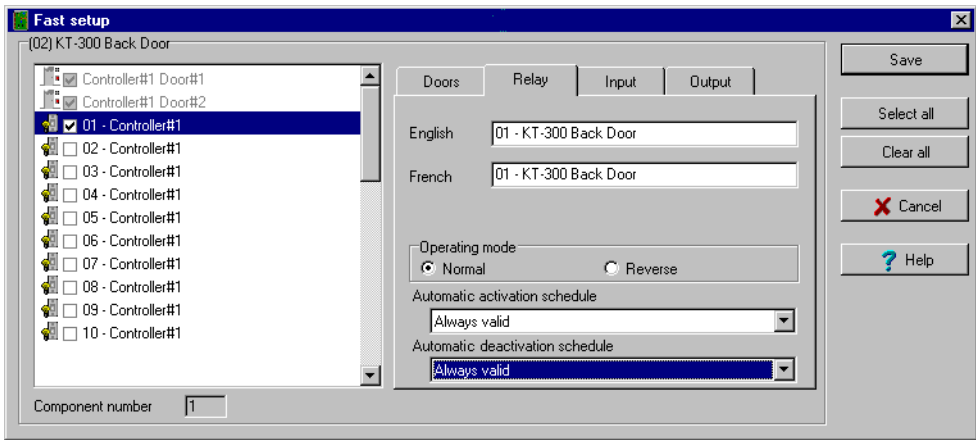 Fast setup
(02) KT-300 Back Door
Controller#1 Door#1
Controller#1 Door#2
01 - Controller#1
02 - Controller#1
03 - Controller#1
04 - Controller#1
05 - Controller#1
06 - Controller#1
07 - Controller#1
08 - Controller#1
09 - Controller#1
10 - Controller#1
Component number 1
Doors Relay Input Output
English 01 - KT-300 Back Door
French 01 - KT-300 Back Door
Operating mode
Normal Reverse
Automatic activation schedule
Always valid
Automatic deactivation schedule
Always valid
Save
Select all
Clear all
Cancel
Help